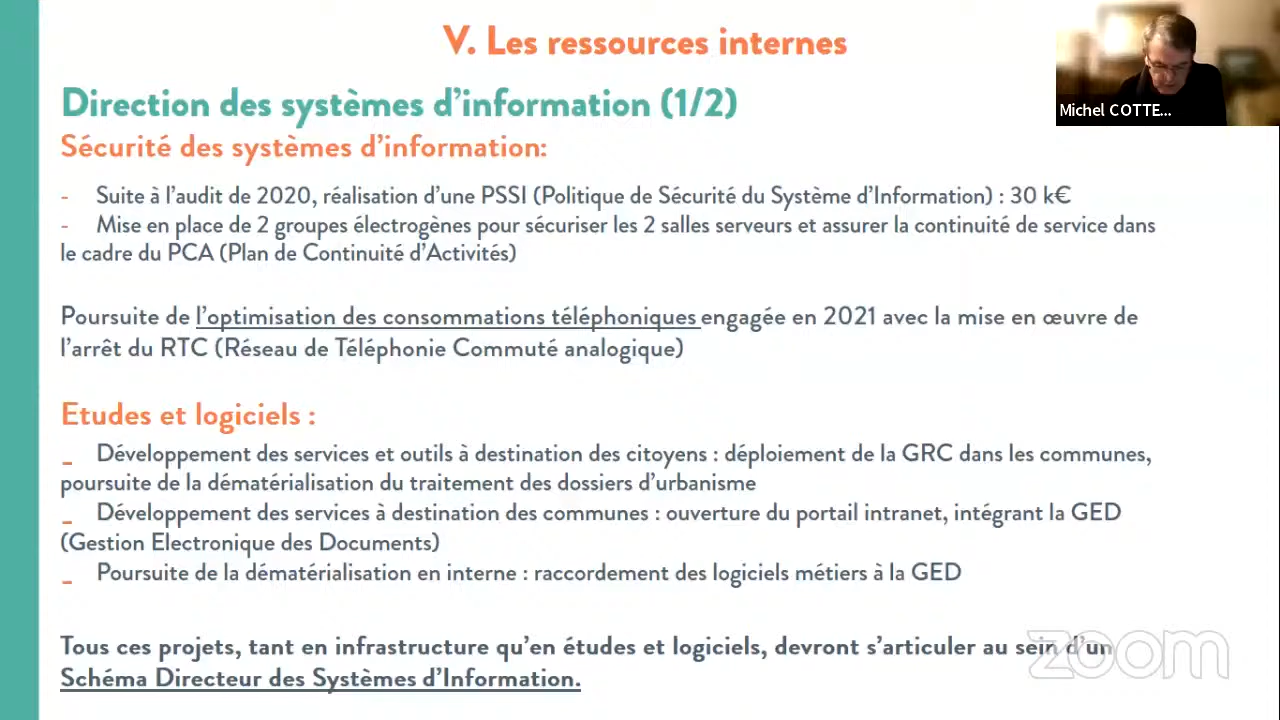 V. Les ressources internes
Michel COTTE...
Direction des systèmes d'information (1/2)
Sécurité des systèmes d'information:
- Suite à l'audit de 2020, réalisation d'une PSSI (Politique de Sécurité du Système d'Information) : 30 k€
- Mise en place de 2 groupes électrogènes pour sécuriser les 2 salles serveurs et assurer la continuité de service dans
le cadre du PCA (Plan de Continuité d'Activités)
Poursuite de l'optimisation des consommations téléphoniques engagée en 2021 avec la mise en œuvre de
l'arrêt du RTC (Réseau de Téléphonie Commuté analogique)
Etudes et logiciels :
- Développement des services et outils à destination des citoyens : déploiement de la GRC dans les communes,
poursuite de la dématérialisation du traitement des dossiers d'urbanisme
- Développement des services à destination des communes : ouverture du portail intranet, intégrant la GED
(Gestion Electronique des Documents)
- Poursuite de la dématérialisation en interne : raccordement des logiciels métiers à la GED
Tous ces projets, tant en infrastructure qu'en études et logiciels, devront s'articuler au sein d'un
Schéma Directeur des Systèmes d'Information.
zoom